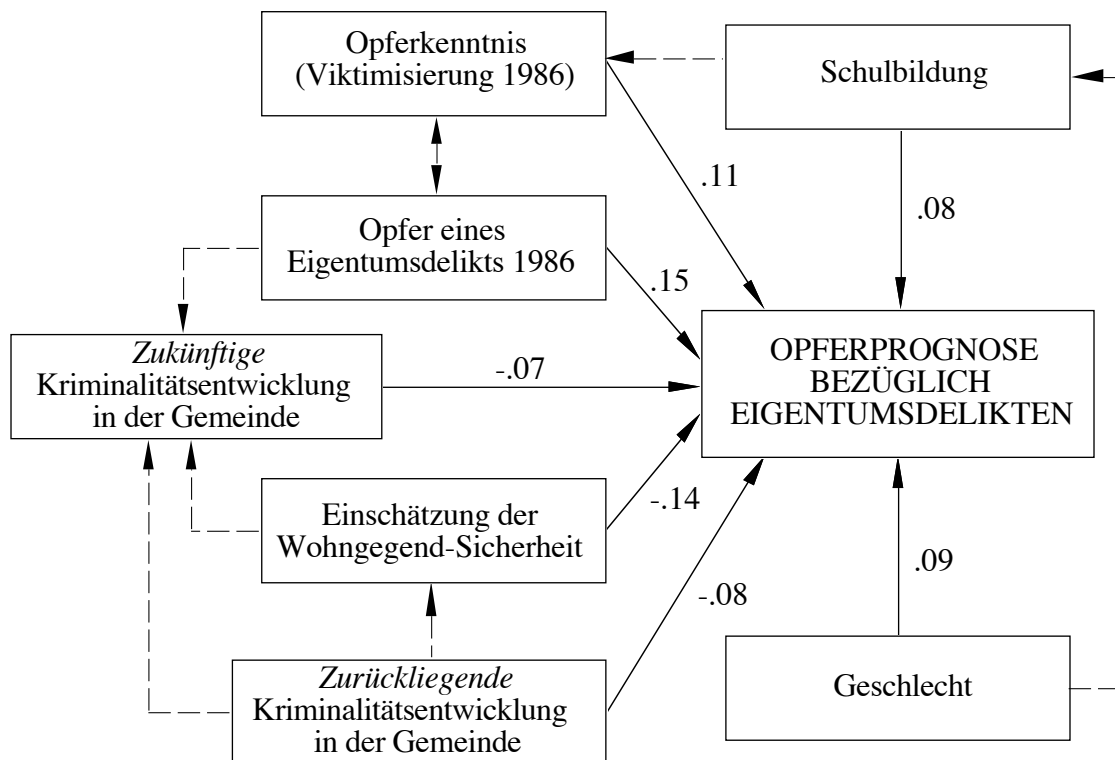 Opferkenntnis
(Viktimisierung 1986)
Schulbildung
.11
.08
Opfer eines
Eigentumsdelikts 1986
.15
Zukünftige
Kriminalitätsentwicklung
in der Gemeinde
-.07
OPFERPROGNOSE
BEZÜGLICH
EIGENTUMSDELIKTEN
Einschätzung der
Wohngegend-Sicherheit
-.14
-.08
.09
Zurückliegende
Kriminalitätsentwicklung
in der Gemeinde
Geschlecht